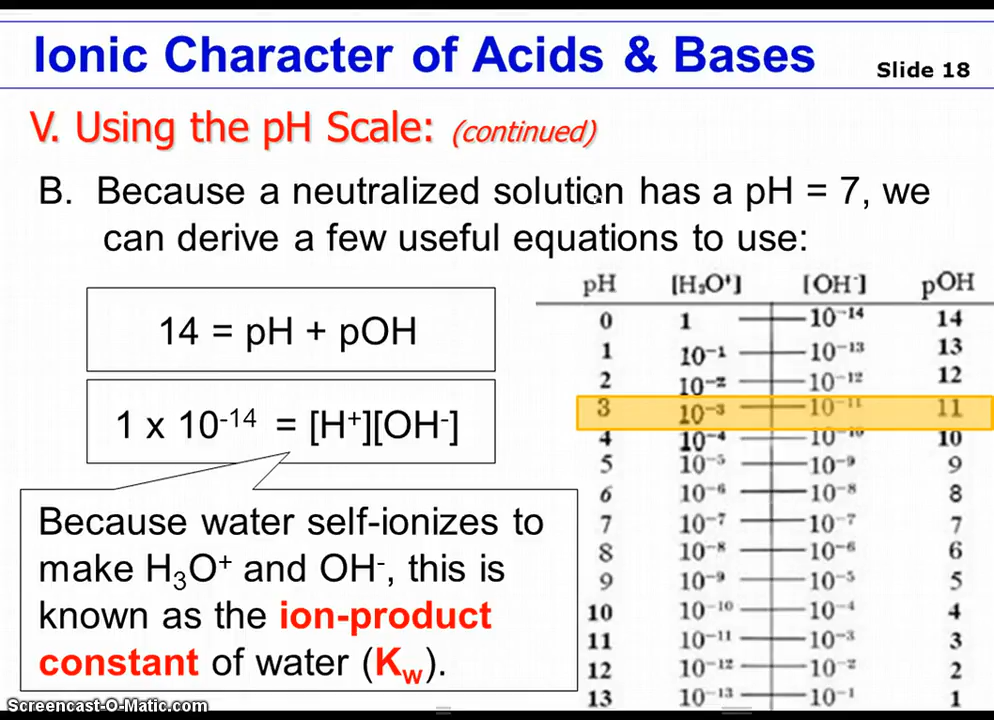 Ionic Character of Acids & Bases
Slide 18
V. Using the pH Scale: (continued)
B. Because a neutralized solution has a pH = 7, we
can derive a few useful equations to use:
14 = pH + pOH
1 x 10⁻¹⁴ = [H⁺][OH⁻]
Because water self-ionizes to
make H₃O⁺ and OH⁻, this is
known as the ion-product
constant of water (Kw).
pH [H₃O⁺] [OH⁻] pOH
0 1 10⁻¹⁴ 14
1 10⁻¹ 10⁻¹³ 13
2 10⁻² 10⁻¹² 12
3 10⁻³ 10⁻¹¹ 11
4 10⁻⁴ 10⁻¹⁰ 10
5 10⁻⁵ 10⁻⁹ 9
6 10⁻⁶ 10⁻⁸ 8
7 10⁻⁷ 10⁻⁷ 7
8 10⁻⁸ 10⁻⁶ 6
9 10⁻⁹ 10⁻⁵ 5
10 10⁻¹⁰ 10⁻⁴ 4
11 10⁻¹¹ 10⁻³ 3
12 10⁻¹² 10⁻² 2
13 10⁻¹³ 10⁻¹ 1
Screencast-O-Matic.com